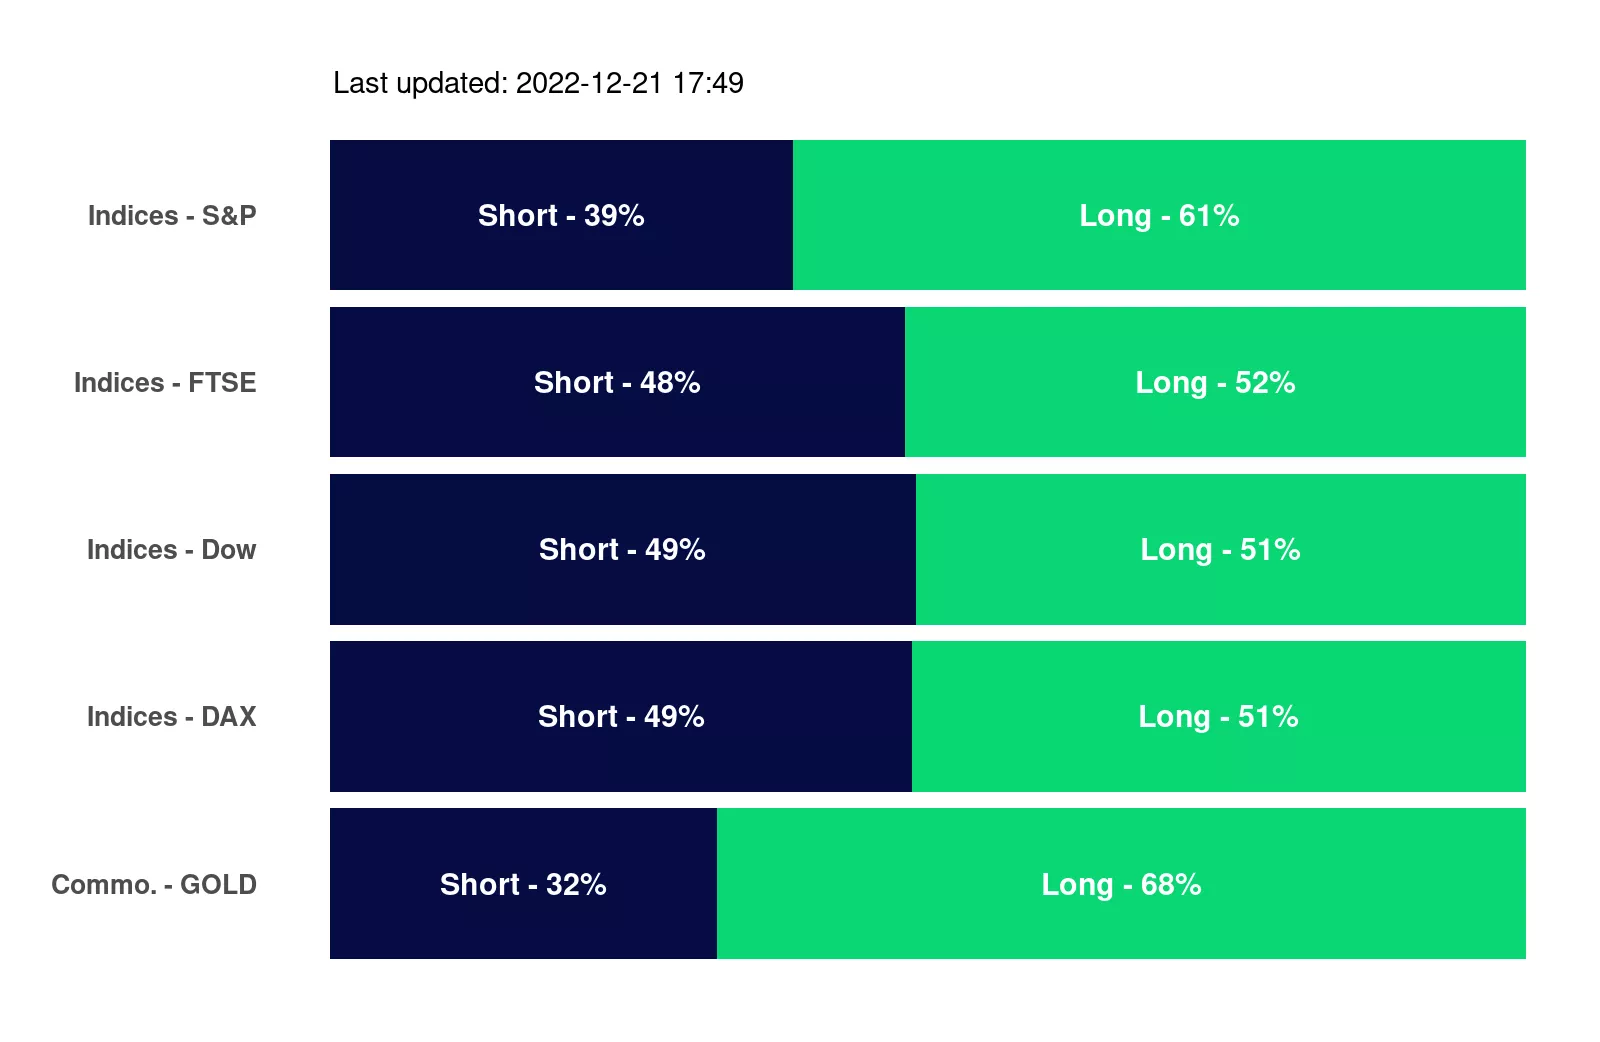 Last updated: 2022-12-21 17:49
Indices - S&P Short - 39% Long - 61%
Indices - FTSE Short - 48% Long - 52%
Indices - Dow Short - 49% Long - 51%
Indices - DAX Short - 49% Long - 51%
Commo. - GOLD Short - 32% Long - 68%